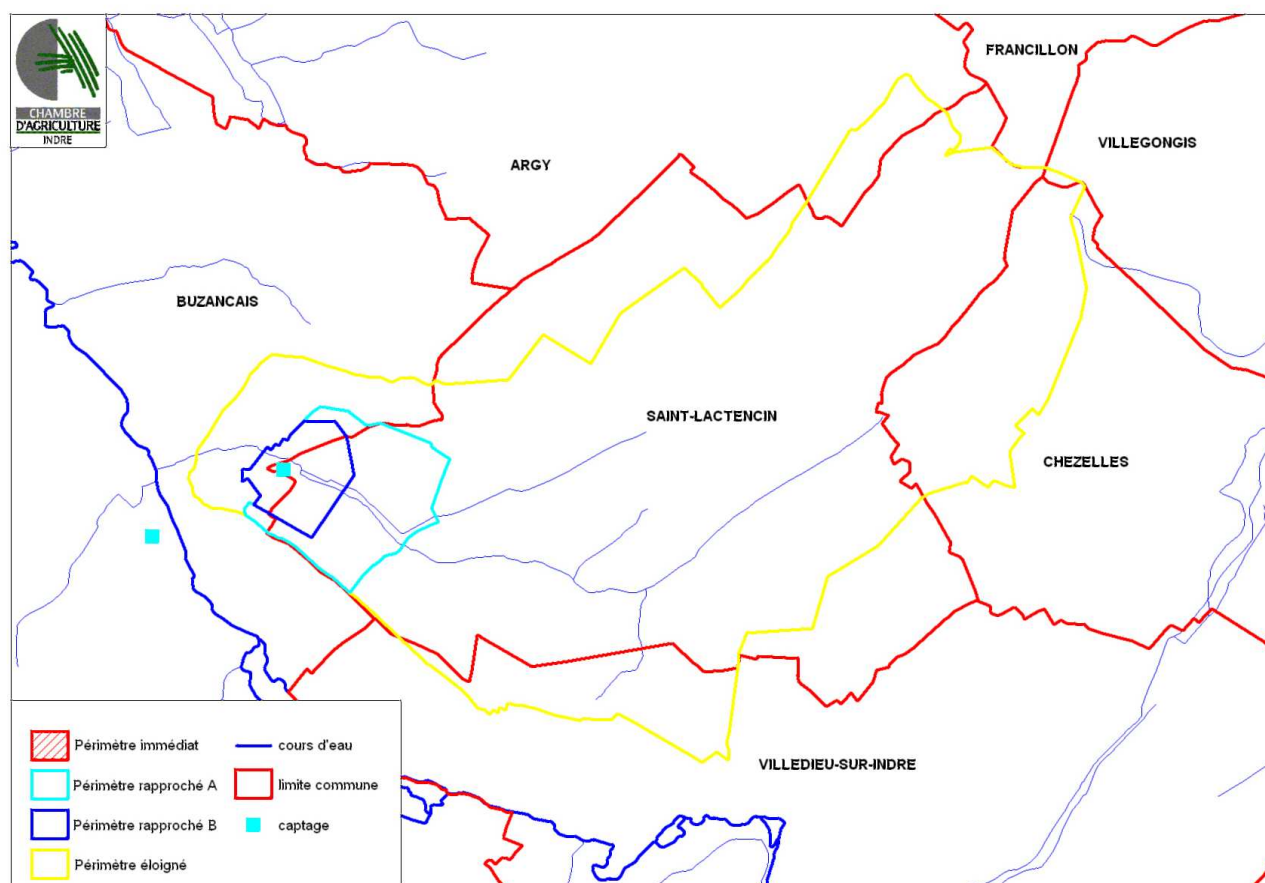 CHAMBRE
D'AGRICULTURE
INDRE
FRANCILLON
VILLEGONGIS
ARGY
BUZANCAIS
SAINT-LACTENCIN
CHEZELLES
VILLEDIEU-SUR-INDRE
Périmètre immédiat
cours d'eau
Périmètre rapproché A
limite commune
Périmètre rapproché B
captage
Périmètre éloigné